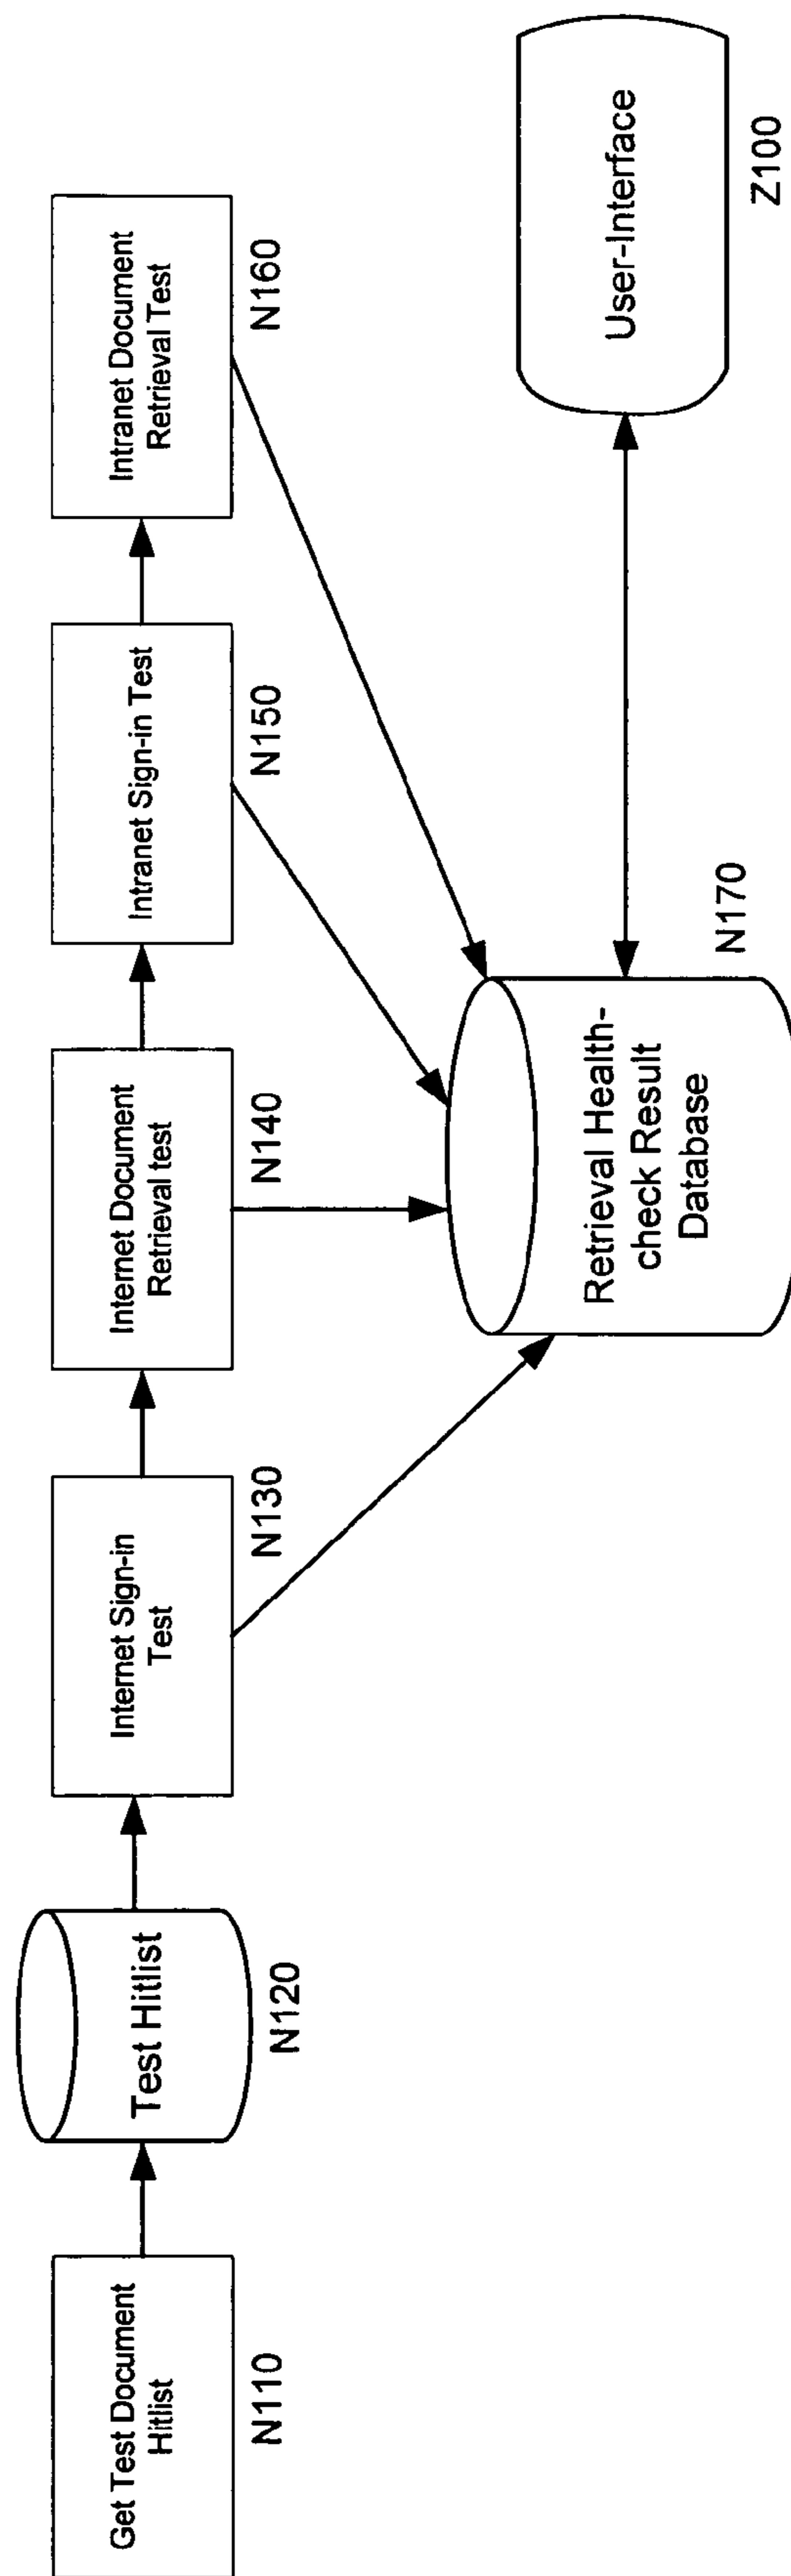 Get Test Document
Hitlist
N110
Test Hitlist
N120
Internet Sign-in
Test
N130
Internet Document
Retrieval test
N140
Intranet Sign-in Test
N150
Intranet Document
Retrieval Test
N160
Retrieval Health-
check Result
Database
N170
User-Interface
Z100